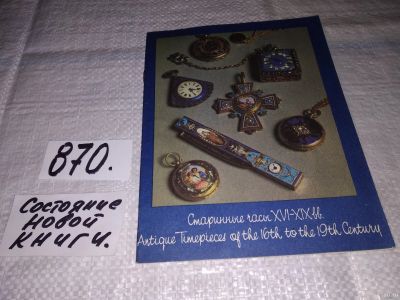 870.
Состояние
новой
книги.
Старинные часы XVI-XIX вв.
Antique Timepieces of the 16th to the 19th Century